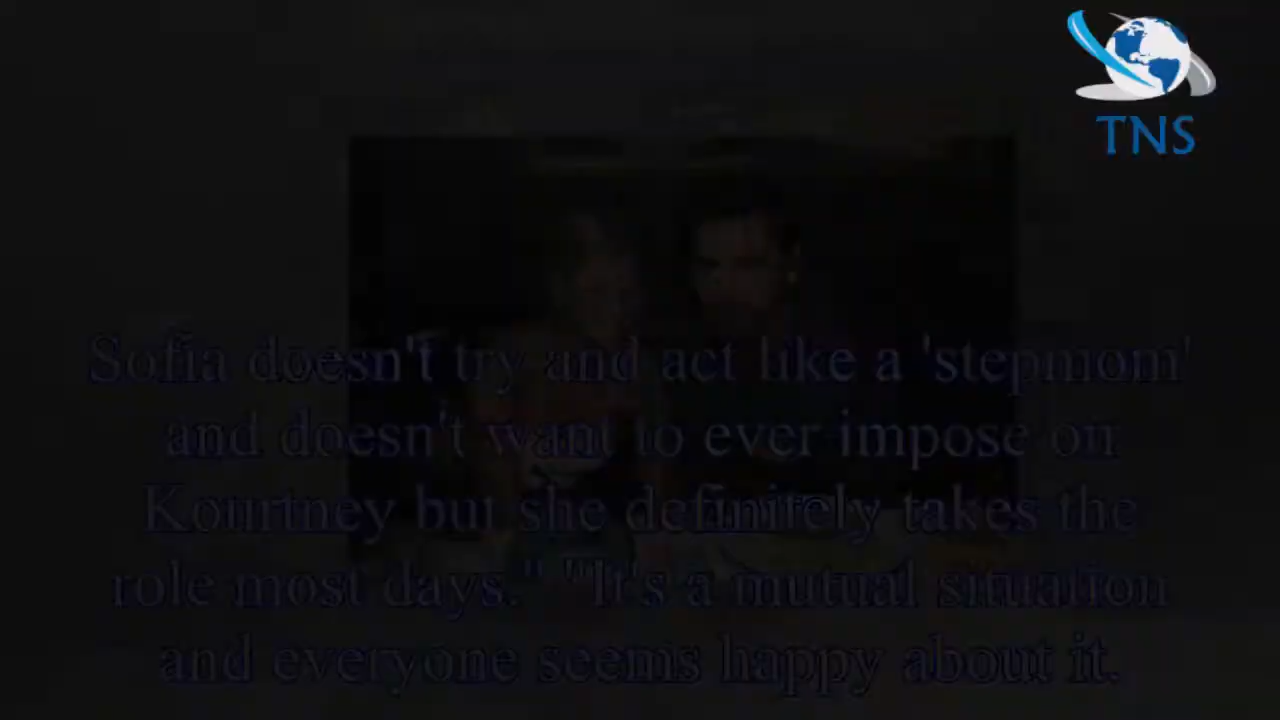 TNS
Sofia doesn't try and act like a 'stepmom'
and doesn't want to ever impose on
Kourtney but she definitely takes the
role most days." "It's a mutual situation
and everyone seems happy about it.